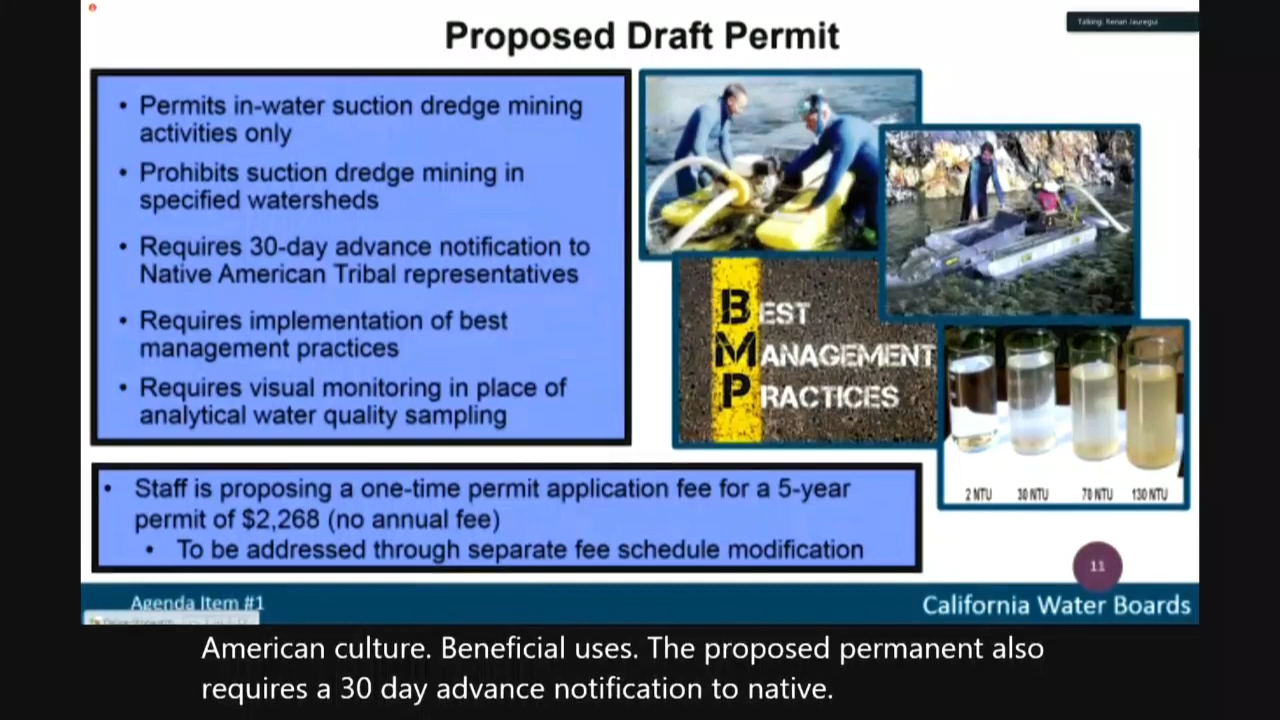 Proposed Draft Permit
Talking: Renan Jauregui
• Permits in-water suction dredge mining
activities only
• Prohibits suction dredge mining in
specified watersheds
• Requires 30-day advance notification to
Native American Tribal representatives
• Requires implementation of best
management practices
• Requires visual monitoring in place of
analytical water quality sampling
BEST
MANAGEMENT
PRACTICES
2 NTU 30 NTU 70 NTU 130 NTU
• Staff is proposing a one-time permit application fee for a 5-year
permit of $2,268 (no annual fee)
• To be addressed through separate fee schedule modification
11
Agenda Item #1
California Water Boards
American culture. Beneficial uses. The proposed permanent also
requires a 30 day advance notification to native.